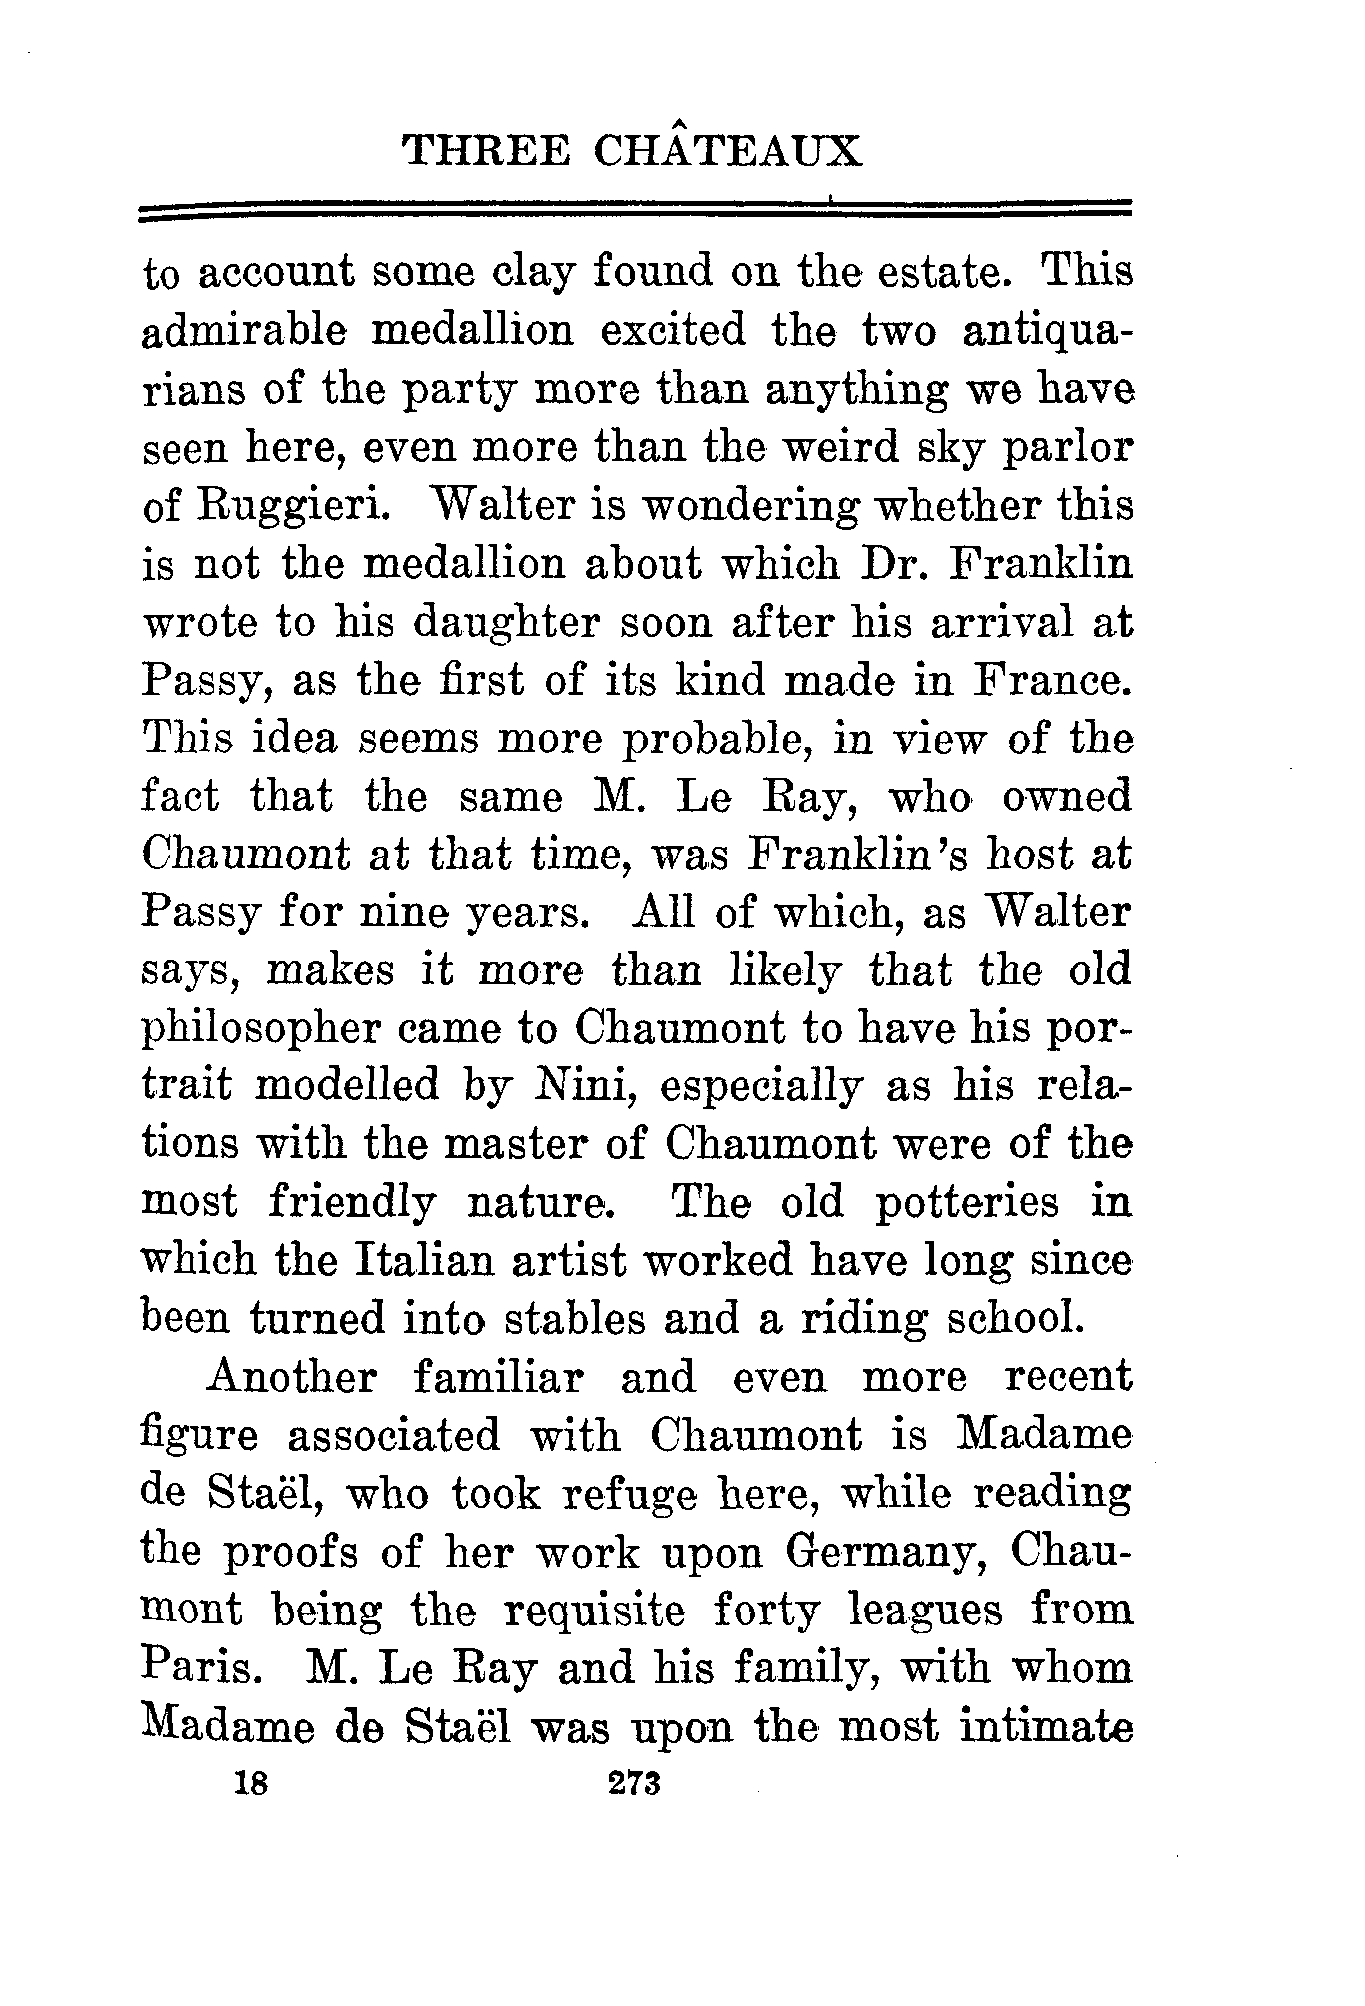 THREE CHÂTEAUX
to account some clay found on the estate. This
admirable medallion excited the two antiqua-
rians of the party more than anything we have
seen here, even more than the weird sky parlor
of Ruggieri. Walter is wondering whether this
is not the medallion about which Dr. Franklin
wrote to his daughter soon after his arrival at
Passy, as the first of its kind made in France.
This idea seems more probable, in view of the
fact that the same M. Le Ray, who owned
Chaumont at that time, was Franklin's host at
Passy for nine years. All of which, as Walter
says, makes it more than likely that the old
philosopher came to Chaumont to have his por-
trait modelled by Nini, especially as his rela-
tions with the master of Chaumont were of the
most friendly nature. The old potteries in
which the Italian artist worked have long since
been turned into stables and a riding school.
Another familiar and even more recent
figure associated with Chaumont is Madame
de Staël, who took refuge here, while reading
the proofs of her work upon Germany, Chau-
mont being the requisite forty leagues from
Paris. M. Le Ray and his family, with whom
Madame de Staël was upon the most intimate
18 273